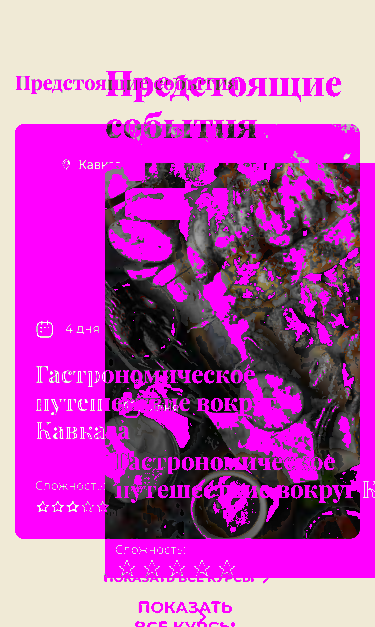 Предстоящие события
Предстоящие
события
Кавказ
4 дня
Гастрономическое
путешествие вокруг
Кавказа
Сложность:
Гастрономическое
путешествие вокруг К
Сложность:
ПОКАЗАТЬ ВСЕ КУРСЫ
ПОКАЗАТЬ
ВСЕ КУРСЫ